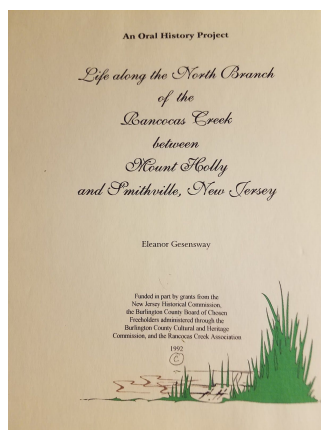 An Oral History Project
Life along the North Branch
of the
Rancocas Creek
between
Mount Holly
and Smithville, New Jersey
Eleanor Gesensway
Funded in part by grants from the
New Jersey Historical Commission,
the Burlington County Board of Chosen
Freeholders administered through the
Burlington County Cultural and Heritage
Commission, and the Rancocas Creek Association
1992
©